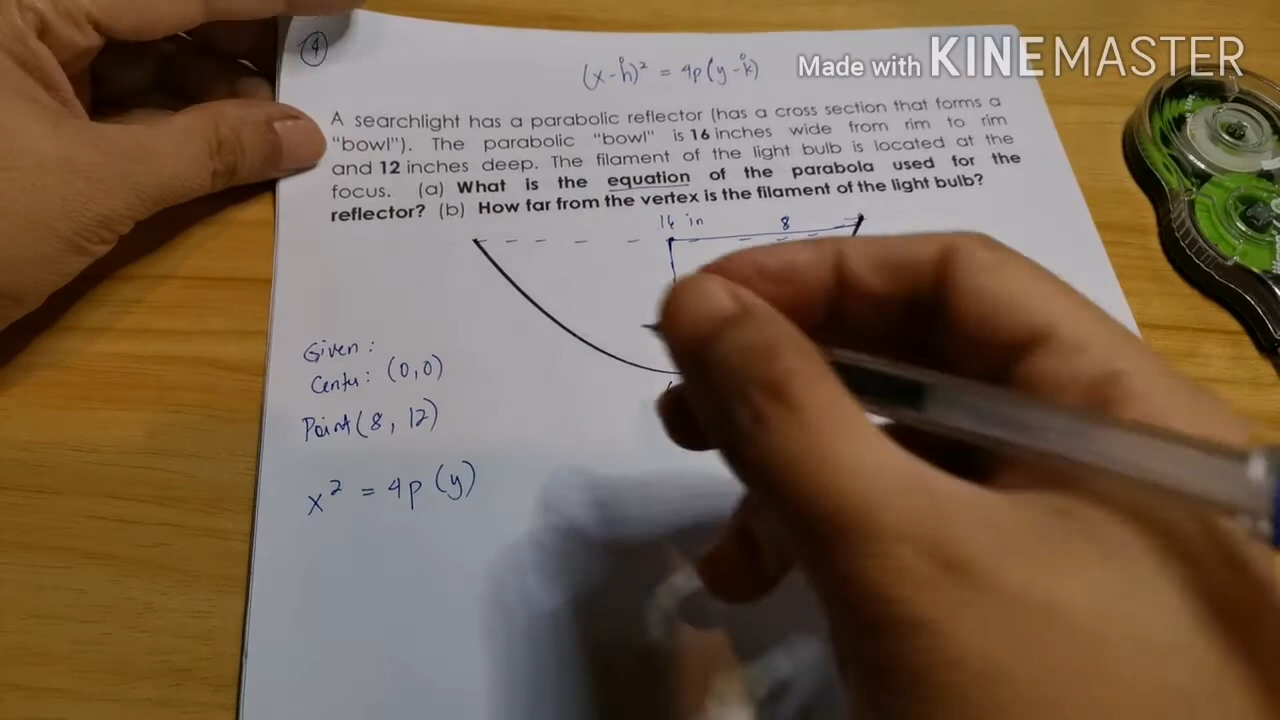 4
(x-h)² = 4p(y-k)
Made with KINEMASTER
A searchlight has a parabolic reflector (has a cross section that forms a
"bowl"). The parabolic "bowl" is 16 inches wide from rim to rim
and 12 inches deep. The filament of the light bulb is located at the
focus. (a) What is the equation of the parabola used for the
reflector? (b) How far from the vertex is the filament of the light bulb?
16 in 8
Given:
Center: (0,0)
Point (8, 12)
x² = 4p (y)